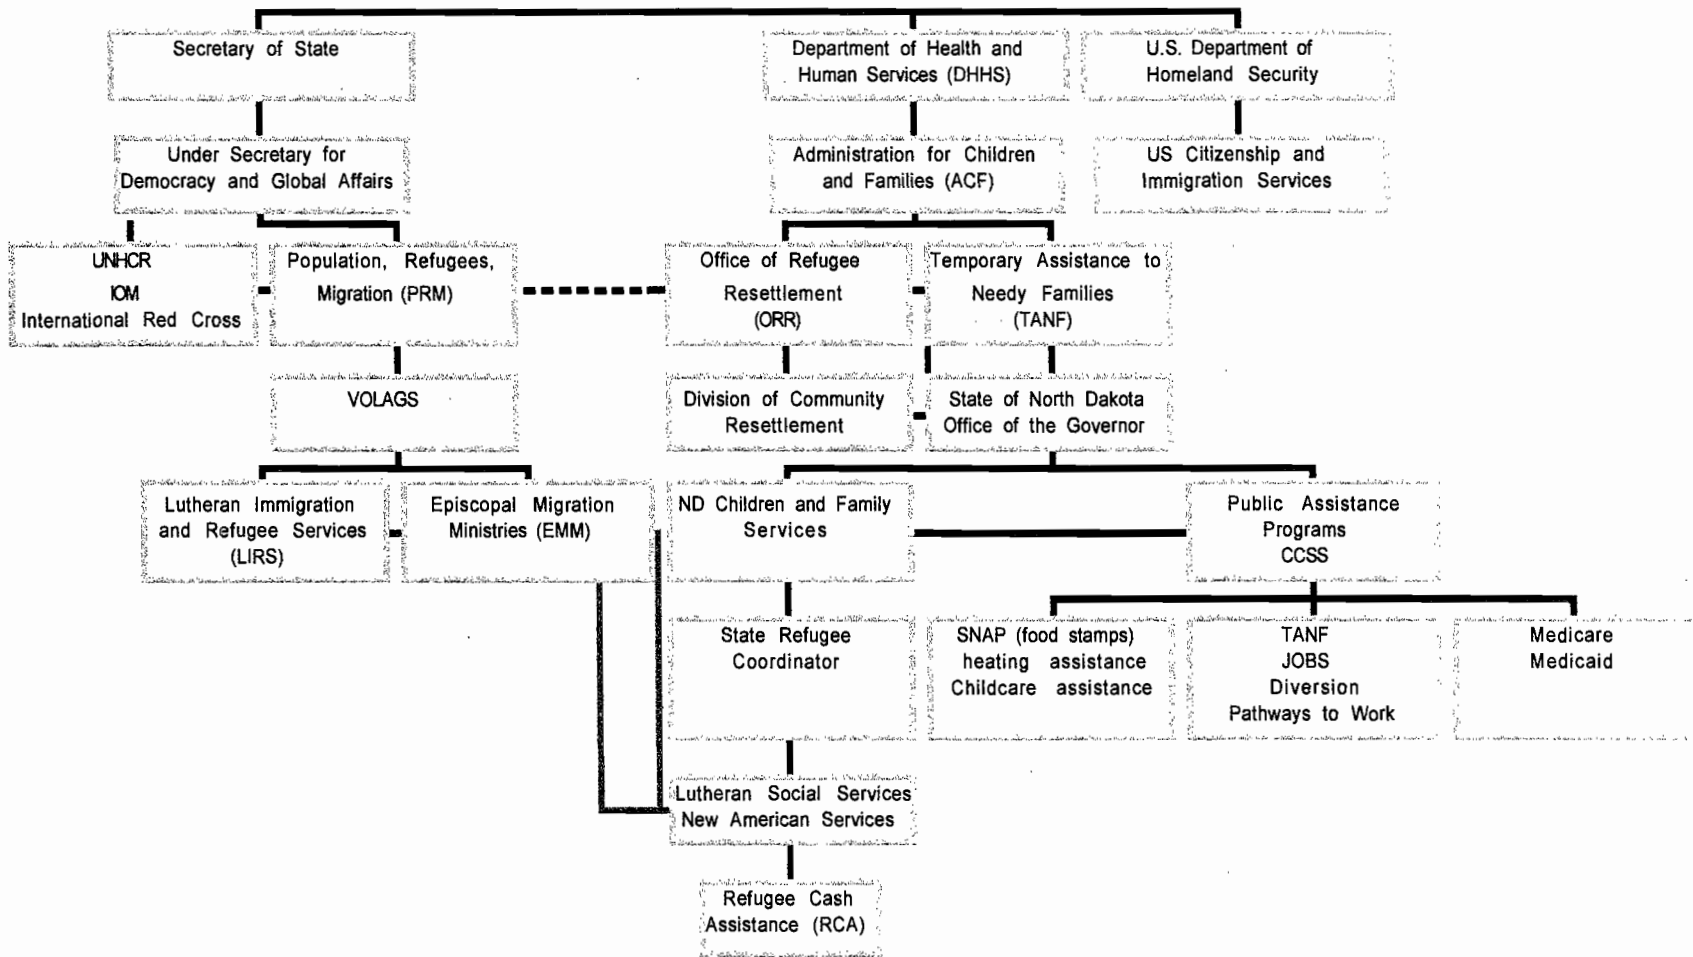 Secretary of State
Department of Health and
Human Services (DHHS)
U.S. Department of
Homeland Security
Under Secretary for
Democracy and Global Affairs
Administration for Children
and Families (ACF)
US Citizenship and
Immigration Services
UNHCR
IOM
International Red Cross
Population, Refugees,
Migration (PRM)
Office of Refugee
Resettlement
(ORR)
Temporary Assistance to
Needy Families
(TANF)
VOLAGS
Division of Community
Resettlement
State of North Dakota
Office of the Governor
Lutheran Immigration
and Refugee Services
(LIRS)
Episcopal Migration
Ministries (EMM)
ND Children and Family
Services
Public Assistance
Programs
CCSS
State Refugee
Coordinator
SNAP (food stamps)
heating assistance
Childcare assistance
TANF
JOBS
Diversion
Pathways to Work
Medicare
Medicaid
Lutheran Social Services
New American Services
Refugee Cash
Assistance (RCA)